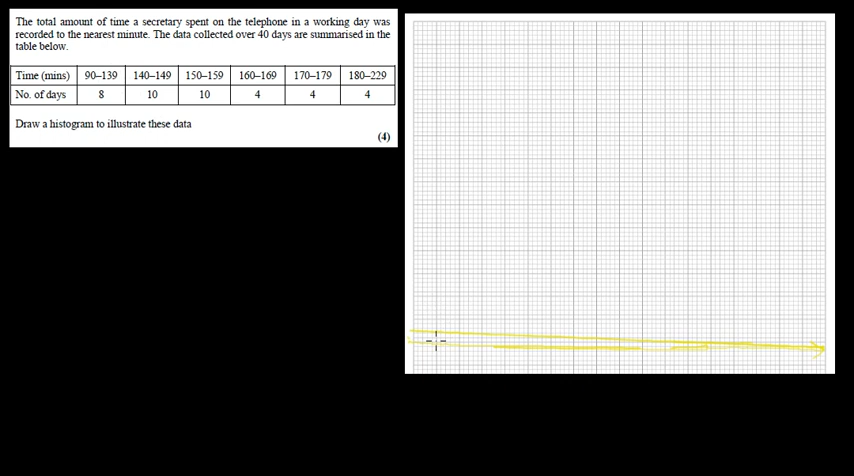 The total amount of time a secretary spent on the telephone in a working day was
recorded to the nearest minute. The data collected over 40 days are summarised in the
table below.
Time (mins) 90–139 140–149 150–159 160–169 170–179 180–229
No. of days 8 10 10 4 4 4
Draw a histogram to illustrate these data
(4)